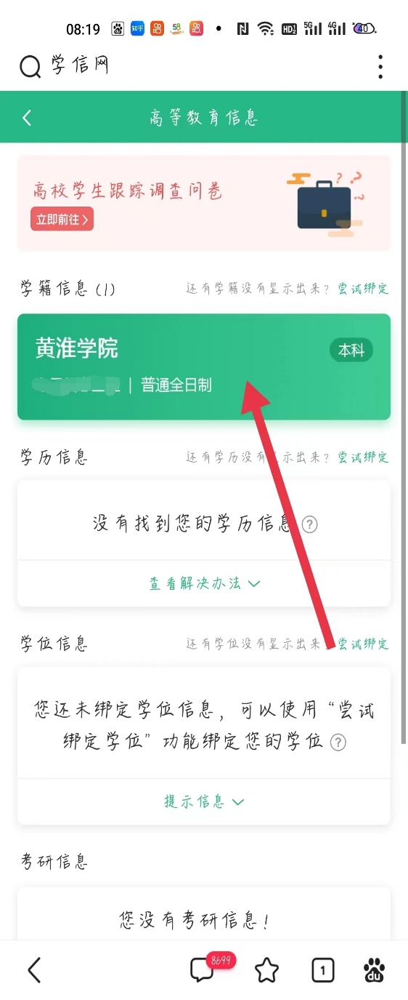 08:19
知乎
58
HD
5G
4G
40
学信网
高等教育信息
高校学生跟踪调查问卷
立即前往
学籍信息 (1)
还有学籍没有显示出来? 尝试绑定
黄淮学院
本科
| 普通全日制
学历信息
还有学历没有显示出来? 尝试绑定
没有找到您的学历信息 ?
查看解决办法
学位信息
还有学位没有显示出来 尝试绑定
您还未绑定学位信息, 可以使用“尝试
绑定学位”功能绑定您的学位 ?
提示信息
考研信息
您没有考研信息!
8699
1
du